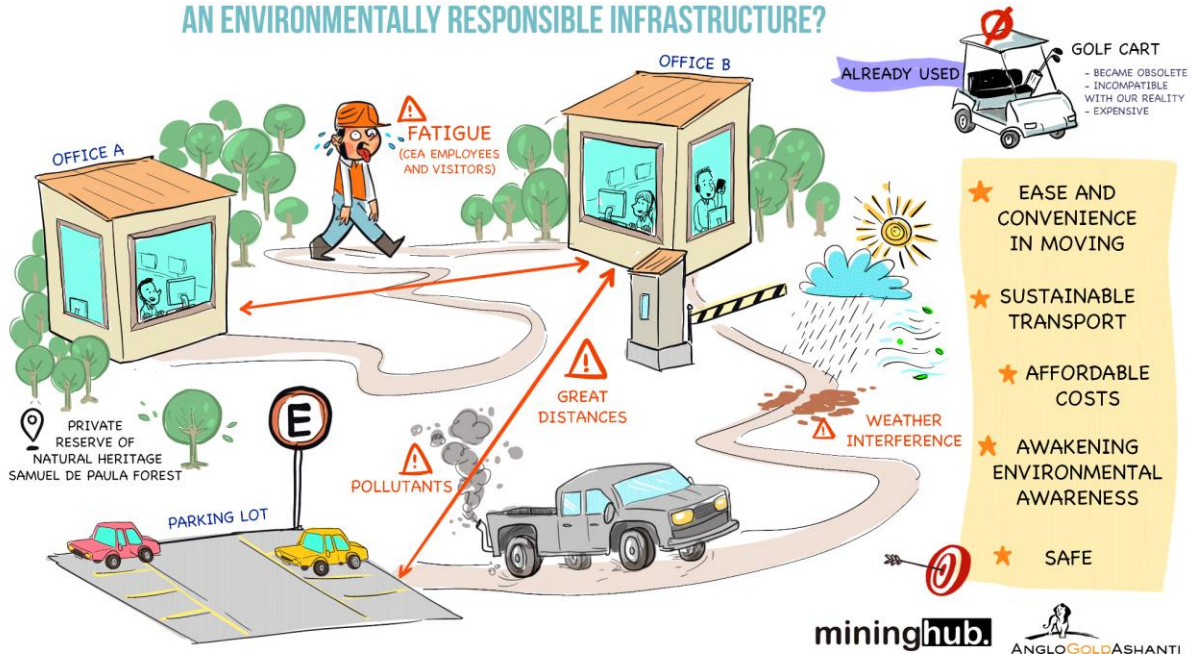 AN ENVIRONMENTALLY RESPONSIBLE INFRASTRUCTURE?
OFFICE A
FATIGUE
(CEA EMPLOYEES
AND VISITORS)
OFFICE B
ALREADY USED
GOLF CART
- BECAME OBSOLETE
- INCOMPATIBLE
WITH OUR REALITY
- EXPENSIVE
EASE AND
CONVENIENCE
IN MOVING
SUSTAINABLE
TRANSPORT
AFFORDABLE
COSTS
AWAKENING
ENVIRONMENTAL
AWARENESS
SAFE
GREAT
DISTANCES
WEATHER
INTERFERENCE
POLLUTANTS
PRIVATE
RESERVE OF
NATURAL HERITAGE
SAMUEL DE PAULA FOREST
E
PARKING LOT
mininghub.
ANGLOGOLDASHANTI